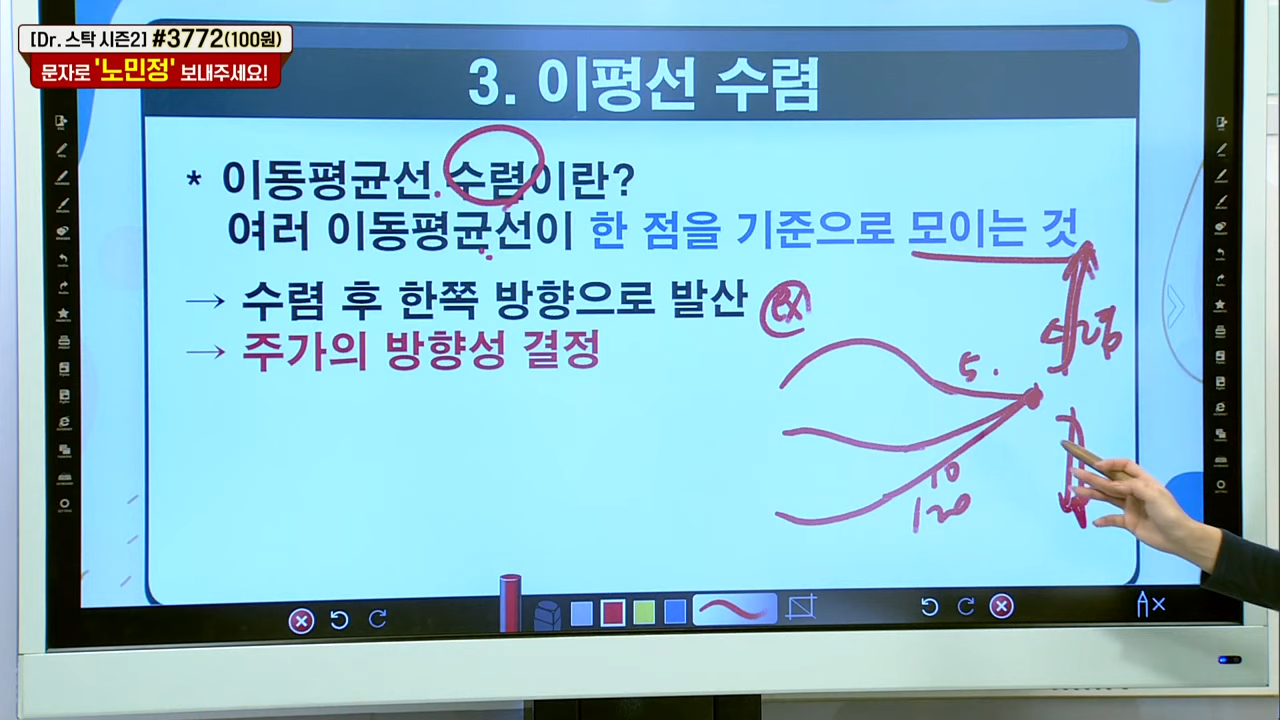 [Dr. 스탁 시즌2] #3772(100원)
문자로 '노민정' 보내주세요!
3. 이평선 수렴
* 이동평균선 수렴이란?
여러 이동평균선이 한 점을 기준으로 모이는 것
→ 수렴 후 한쪽 방향으로 발산
ex
→ 주가의 방향성 결정
5.
10
120